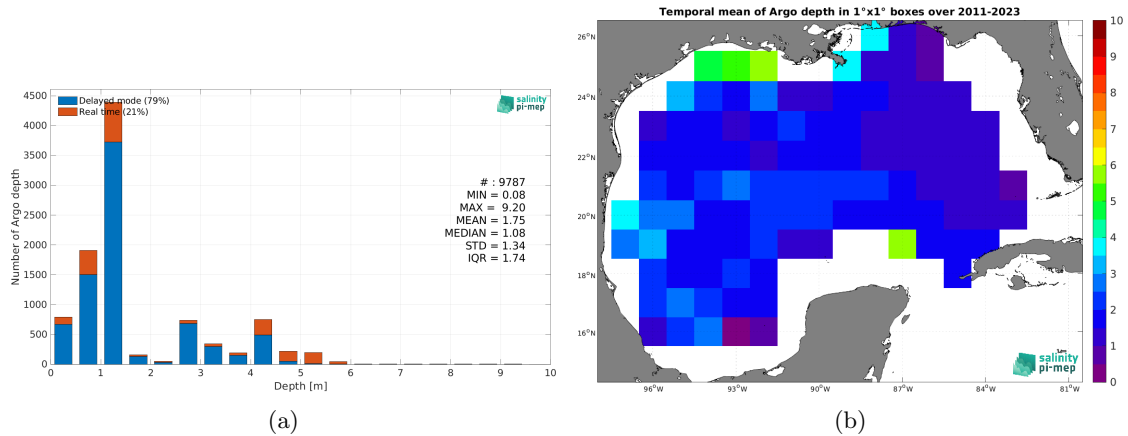 Delayed mode (79%)
Real time (21%)
salinity
pi-mep
4500
4000
3500
3000
2500
2000
1500
1000
500
0
Number of Argo depth
# : 9787
MIN = 0.08
MAX = 9.20
MEAN = 1.75
MEDIAN = 1.08
STD = 1.34
IQR = 1.74
0 1 2 3 4 5 6 7 8 9 10
Depth [m]
(a)
Temporal mean of Argo depth in 1°x1° boxes over 2011-2023
26°N
24°N
22°N
20°N
18°N
16°N
96°W 93°W 90°W 87°W 84°W 81°W
salinity
pi-mep
10
9
8
7
6
5
4
3
2
1
0
(b)